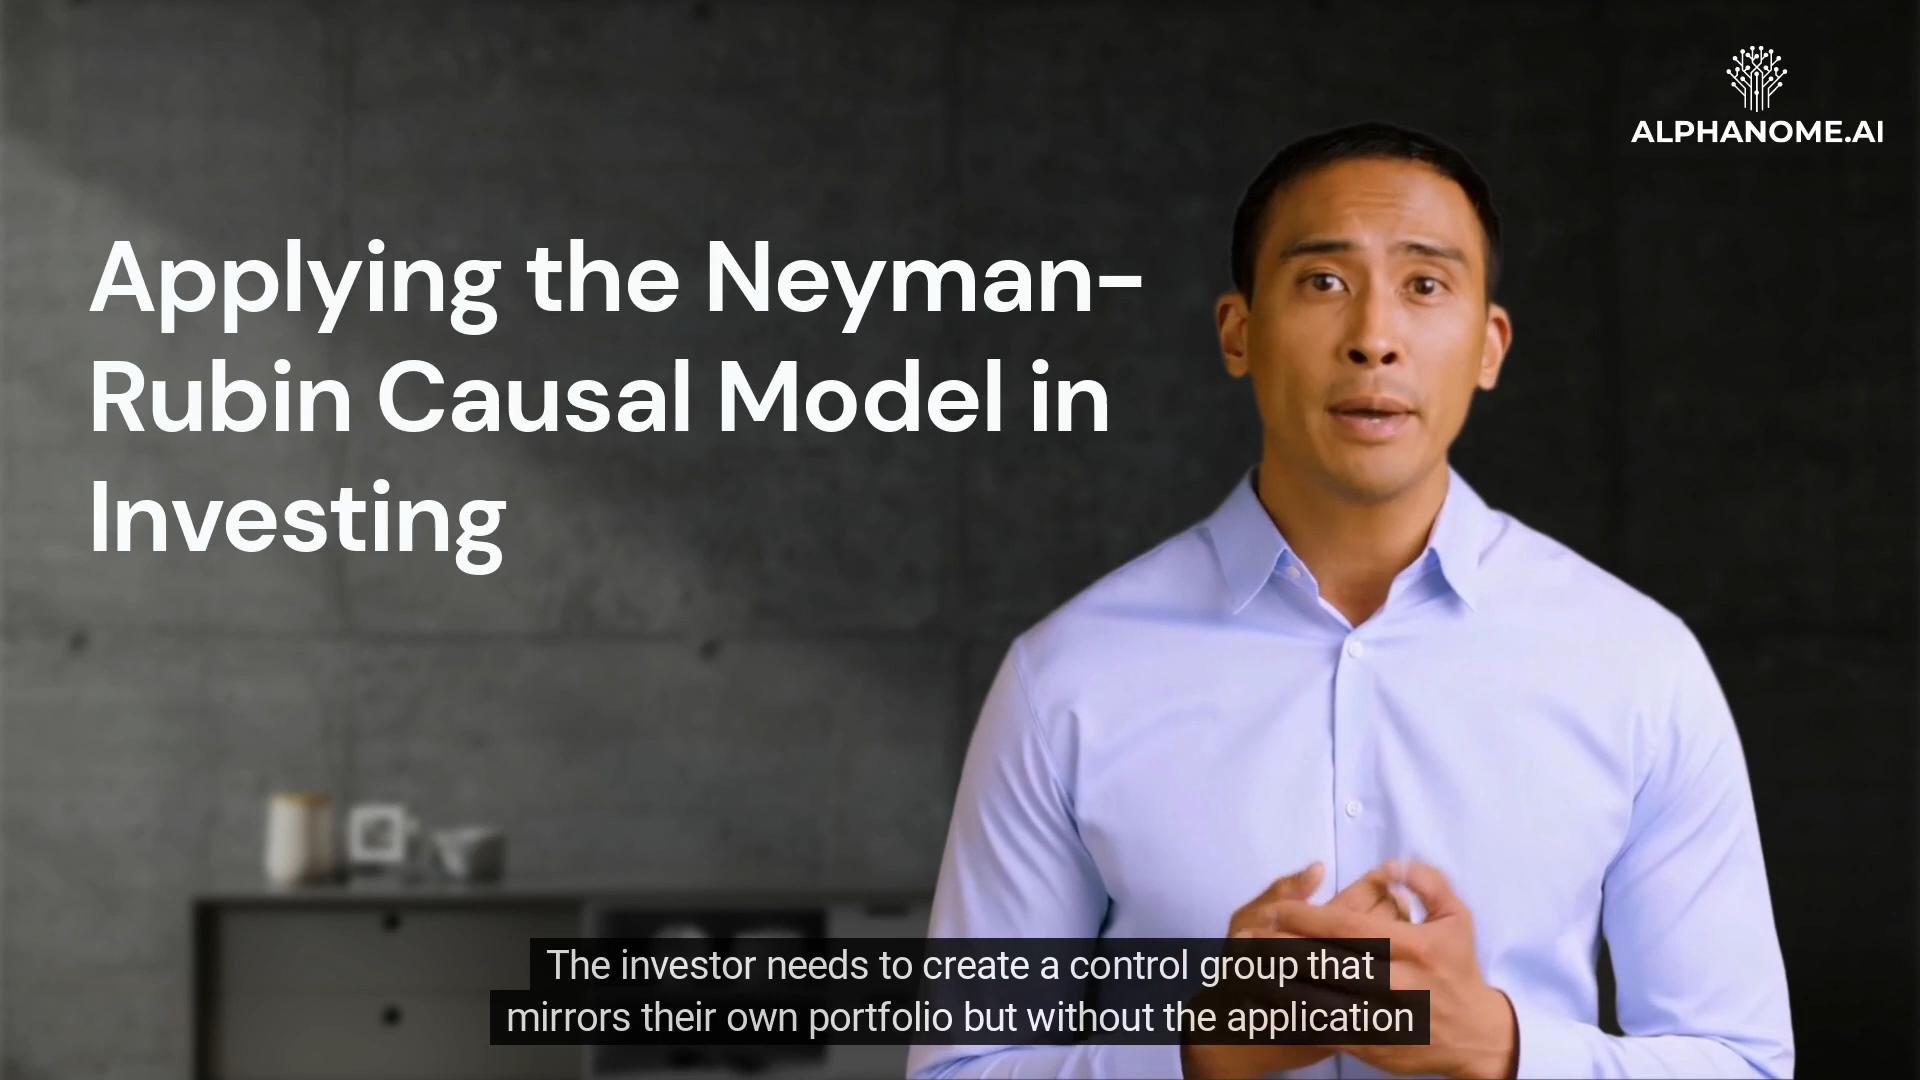 ALPHANOME.AI
Applying the Neyman-
Rubin Causal Model in
Investing
The investor needs to create a control group that
mirrors their own portfolio but without the application